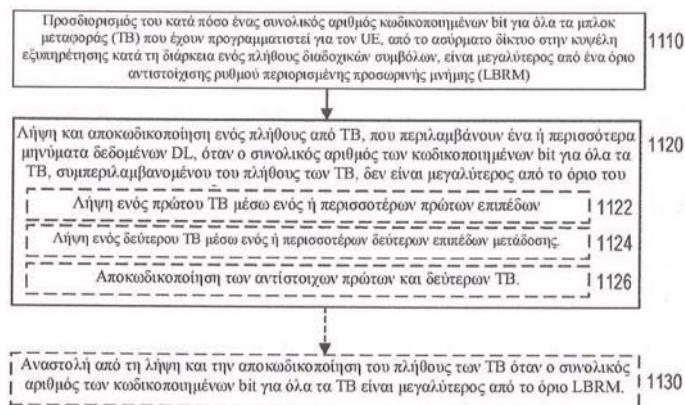 Προσδιορισμός του κατά πόσο ένας συνολικός αριθμός κωδικοποιημένων bit για όλα τα μπλοκ
μεταφοράς (TB) που έχουν προγραμματιστεί για τον UE, από το ασύρματο δίκτυο στην κυψέλη
εξυπηρέτησης κατά τη διάρκεια ενός πλήθους διαδοχικών συμβόλων, είναι μεγαλύτερος από ένα όριο
αντιστοίχισης ρυθμού περιορισμένης προσωρινής μνήμης (LBRM)
1110
Λήψη και αποκωδικοποίηση ενός πλήθους από TB, που περιλαμβάνουν ένα ή περισσότερα
μηνύματα δεδομένων DL, όταν ο συνολικός αριθμός των κωδικοποιημένων bit για όλα τα
TB, συμπεριλαμβανομένου του πλήθους των TB, δεν είναι μεγαλύτερος από το όριο του
1120
Λήψη ενός πρώτου TB μέσω ενός ή περισσοτέρων πρώτων επιπέδων
1122
Λήψη ενός δεύτερου TB μέσω ενός ή περισσοτέρων δεύτερων επιπέδων μετάδοσης.
1124
Αποκωδικοποίηση των αντίστοιχων πρώτων και δεύτερων TB.
1126
Αναστολή από τη λήψη και την αποκωδικοποίηση του πλήθους των TB όταν ο συνολικός
αριθμός των κωδικοποιημένων bit για όλα τα TB είναι μεγαλύτερος από το όριο LBRM.
1130